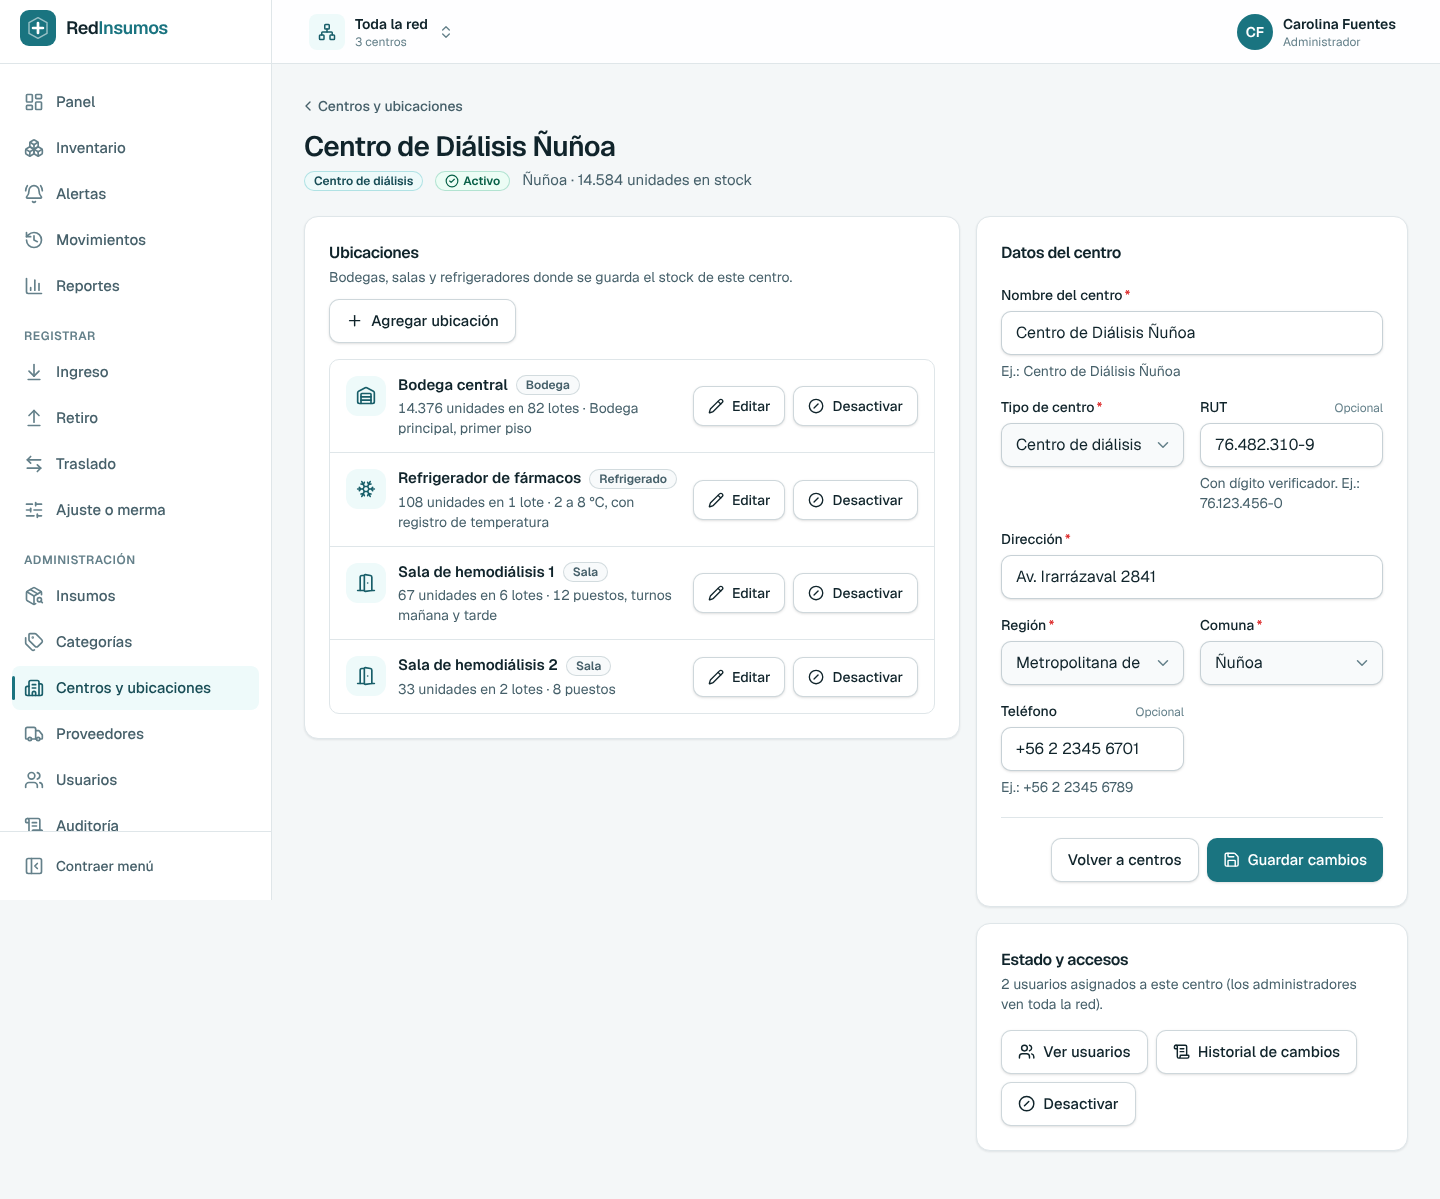 RedInsumos
Toda la red
3 centros
CF
Carolina Fuentes
Administrador
Panel
Inventario
Alertas
Movimientos
Reportes
REGISTRAR
Ingreso
Retiro
Traslado
Ajuste o merma
ADMINISTRACIÓN
Insumos
Categorías
Centros y ubicaciones
Proveedores
Usuarios
Auditoría
Contraer menú
Centros y ubicaciones
Centro de Diálisis Ñuñoa
Centro de diálisis
Activo
Ñuñoa · 14.584 unidades en stock
Ubicaciones
Bodegas, salas y refrigeradores donde se guarda el stock de este centro.
Agregar ubicación
Bodega central
Bodega
14.376 unidades en 82 lotes · Bodega
principal, primer piso
Editar
Desactivar
Refrigerador de fármacos
Refrigerado
108 unidades en 1 lote · 2 a 8 °C, con
registro de temperatura
Editar
Desactivar
Sala de hemodiálisis 1
Sala
67 unidades en 6 lotes · 12 puestos, turnos
mañana y tarde
Editar
Desactivar
Sala de hemodiálisis 2
Sala
33 unidades en 2 lotes · 8 puestos
Editar
Desactivar
Datos del centro
Nombre del centro *
Centro de Diálisis Ñuñoa
Ej.: Centro de Diálisis Ñuñoa
Tipo de centro *
Centro de diálisis
RUT
Opcional
76.482.310-9
Con dígito verificador. Ej.:
76.123.456-0
Dirección *
Av. Irarrázaval 2841
Región *
Metropolitana de
Comuna *
Ñuñoa
Teléfono
Opcional
+56 2 2345 6701
Ej.: +56 2 2345 6789
Volver a centros
Guardar cambios
Estado y accesos
2 usuarios asignados a este centro (los administradores
ven toda la red).
Ver usuarios
Historial de cambios
Desactivar